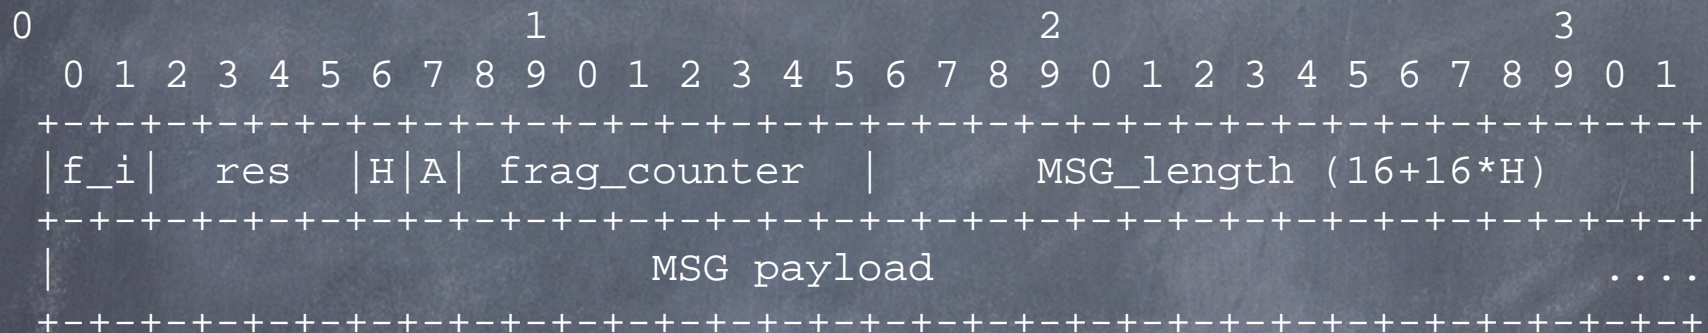 0                   1                   2                   3
  0 1 2 3 4 5 6 7 8 9 0 1 2 3 4 5 6 7 8 9 0 1 2 3 4 5 6 7 8 9 0 1
 +-+-+-+-+-+-+-+-+-+-+-+-+-+-+-+-+-+-+-+-+-+-+-+-+-+-+-+-+-+-+-+-+
 |f_i|  res  |H|A| frag_counter  |      MSG_length (16+16*H)     |
 +-+-+-+-+-+-+-+-+-+-+-+-+-+-+-+-+-+-+-+-+-+-+-+-+-+-+-+-+-+-+-+-+
 |                       MSG payload                          ....
 +-+-+-+-+-+-+-+-+-+-+-+-+-+-+-+-+-+-+-+-+-+-+-+-+-+-+-+-+-+-+-+-+